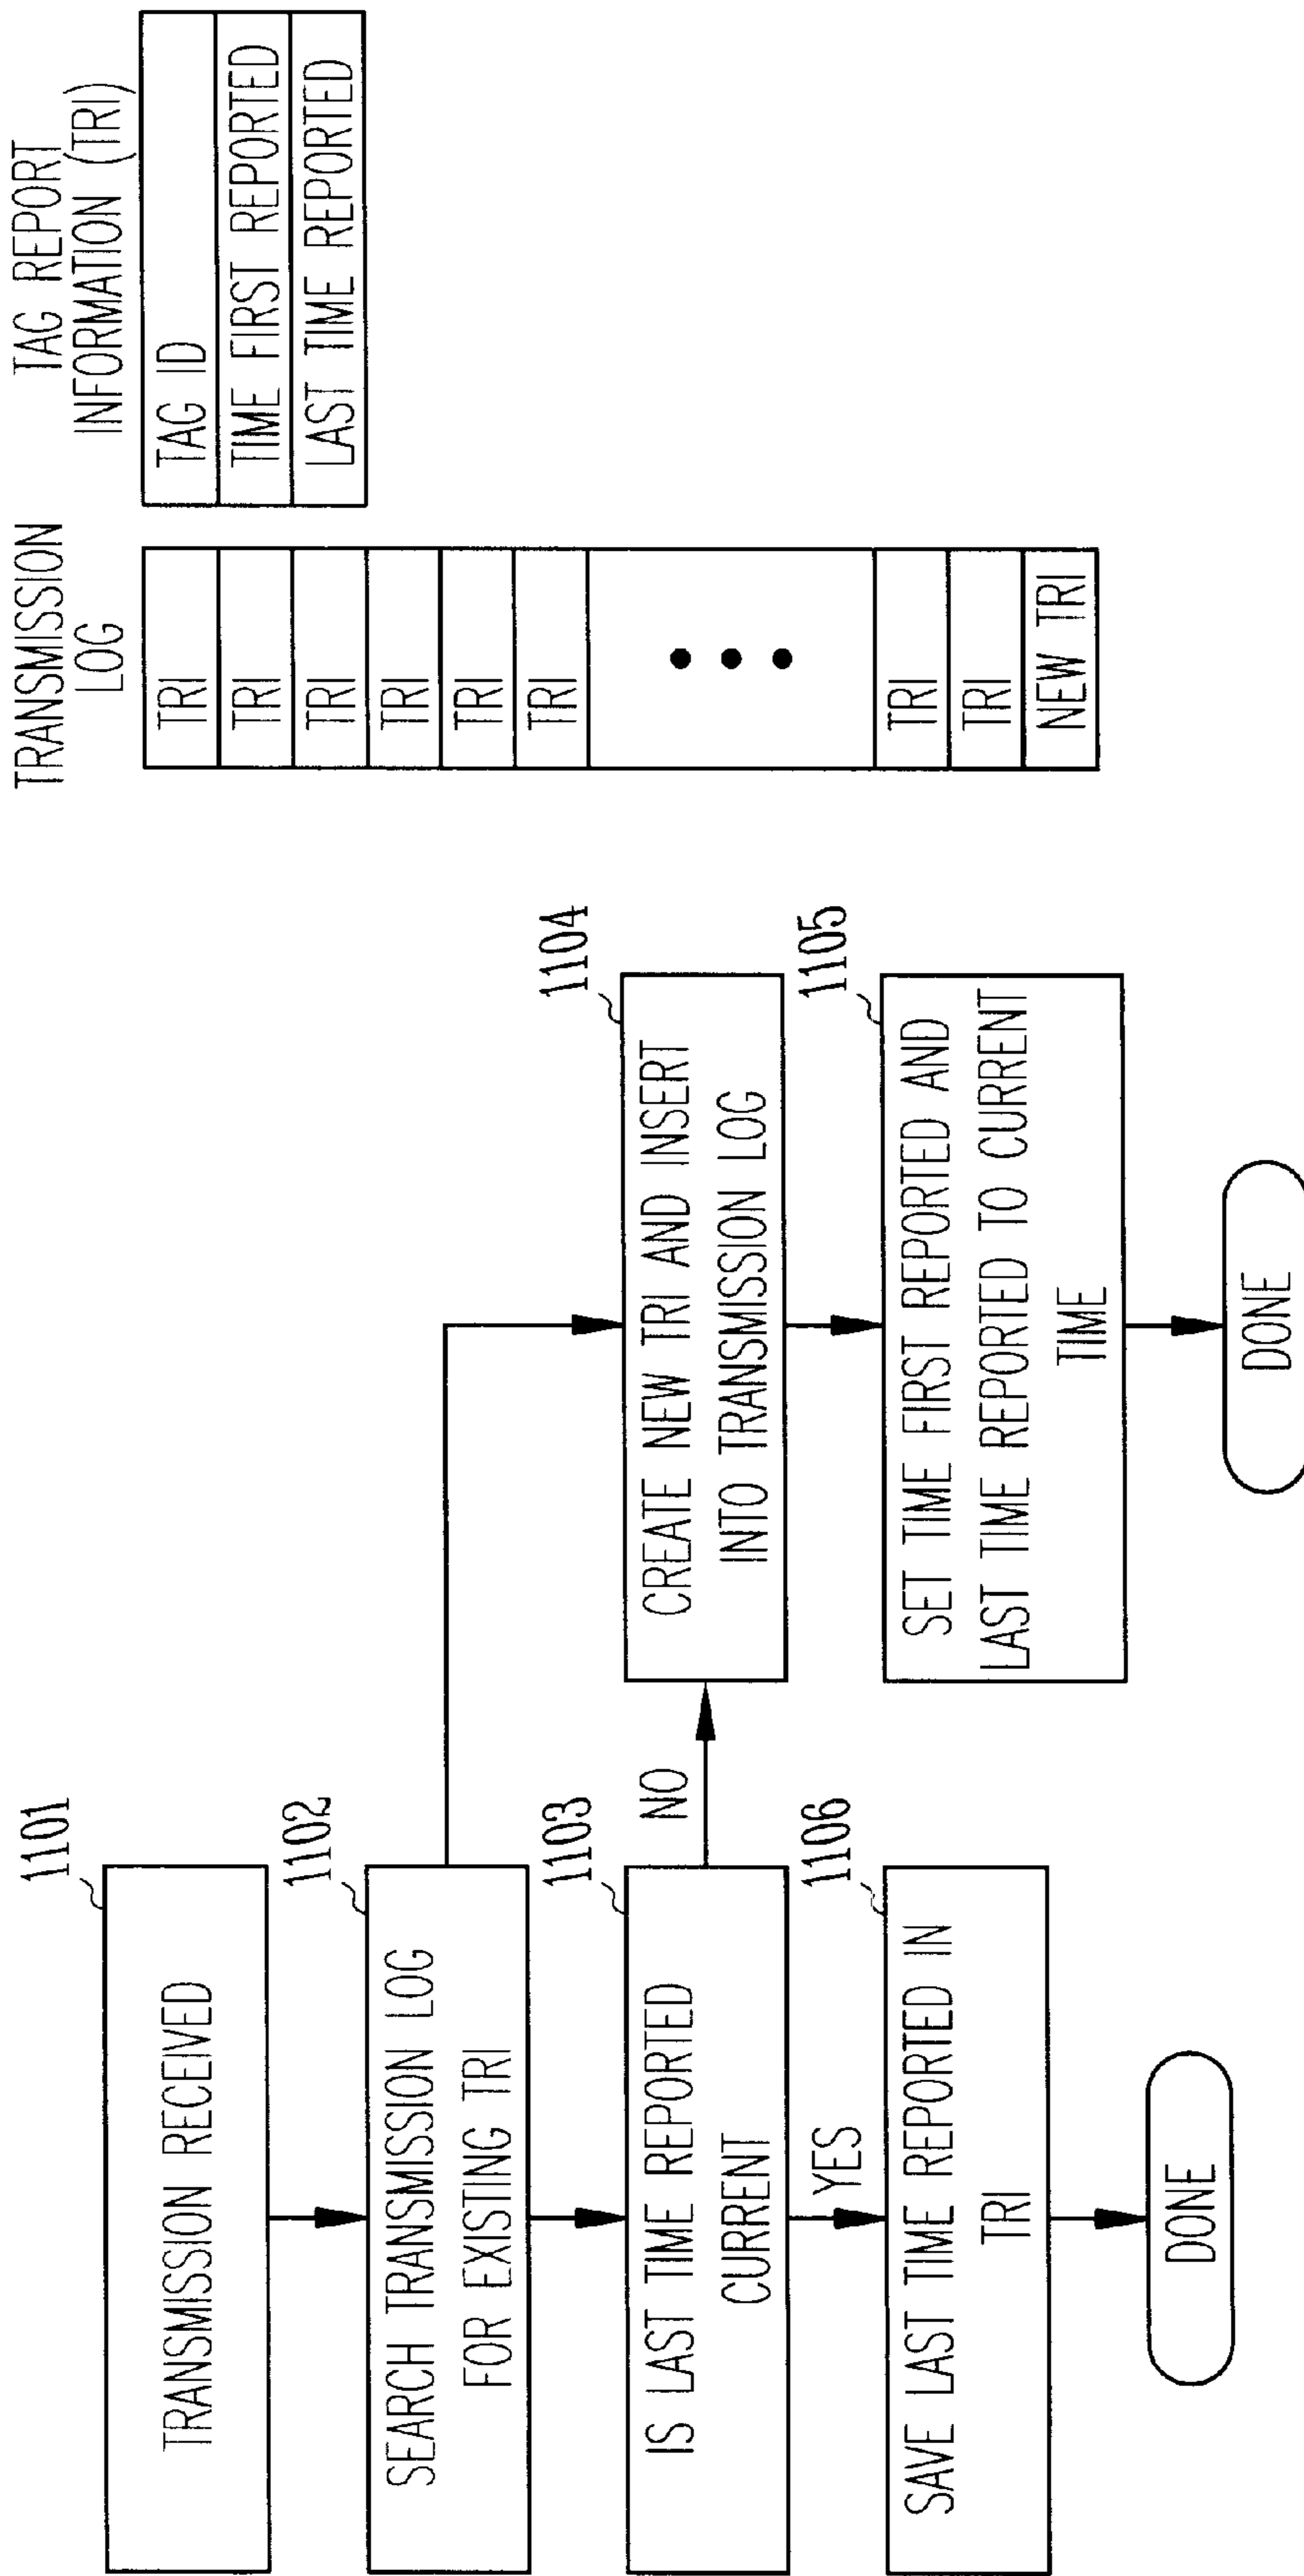 1101
TRANSMISSION RECEIVED
1102
SEARCH TRANSMISSION LOG
FOR EXISTING TRI
1103
IS LAST TIME REPORTED
CURRENT
NO
YES
1106
SAVE LAST TIME REPORTED IN
TRI
DONE
1104
CREATE NEW TRI AND INSERT
INTO TRANSMISSION LOG
1105
SET TIME FIRST REPORTED AND
LAST TIME REPORTED TO CURRENT
TIME
DONE
TRANSMISSION
LOG
TRI
TRI
TRI
TRI
TRI
TRI
TRI
TRI
NEW TRI
TAG REPORT
INFORMATION (TRI)
TAG ID
TIME FIRST REPORTED
LAST TIME REPORTED